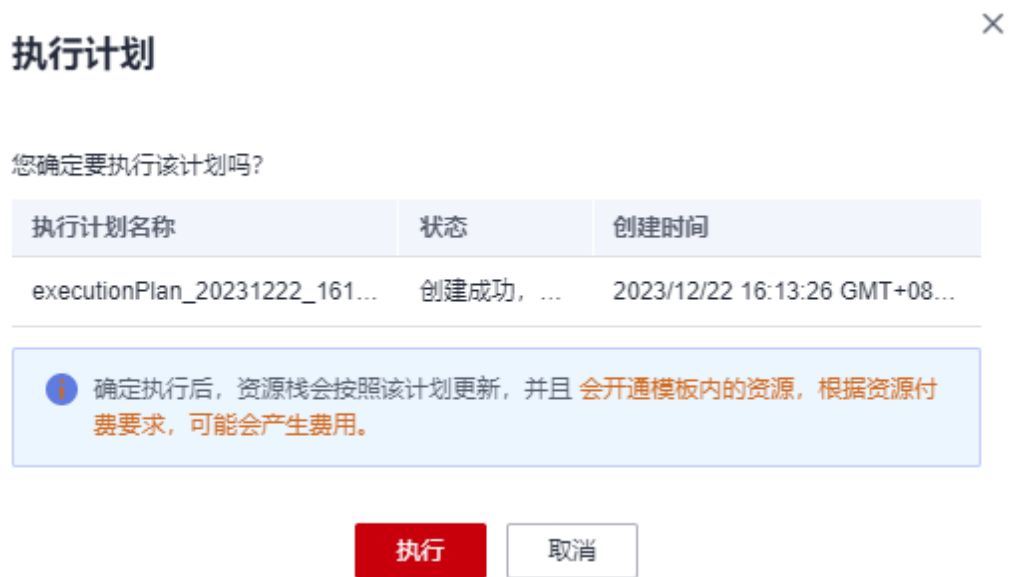 执行计划
您确定要执行该计划吗?
执行计划名称 状态 创建时间
executionPlan_20231222_161... 创建成功, ... 2023/12/22 16:13:26 GMT+08...
确定执行后，资源栈会按照该计划更新，并且 会开通模板内的资源，根据资源付
费要求，可能会产生费用。
执行 取消